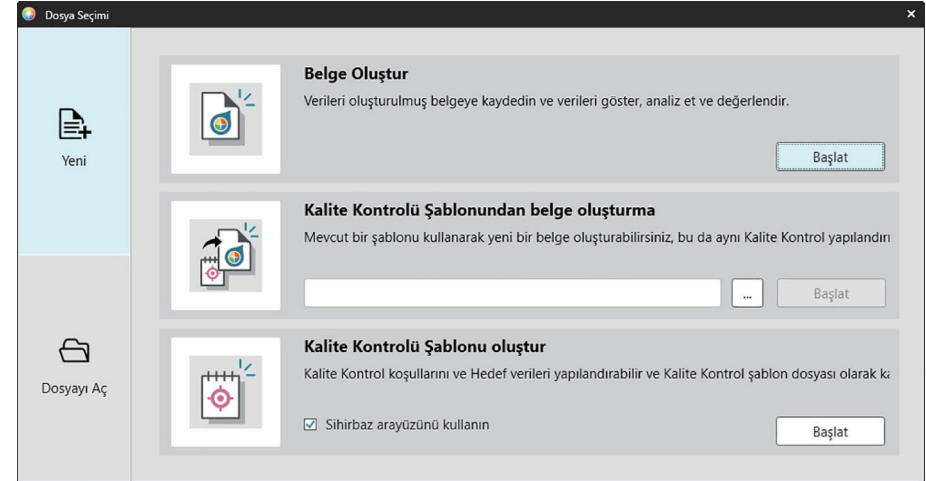 Dosya Seçimi
Yeni
Dosyayı Aç
Belge Oluştur
Verileri oluşturulmuş belgeye kaydedin ve verileri göster, analiz et ve değerlendir.
Başlat
Kalite Kontrolü Şablonundan belge oluşturma
Mevcut bir şablonu kullanarak yeni bir belge oluşturabilirsiniz, bu da aynı Kalite Kontrol
... Başlat
Kalite Kontrolü Şablonu oluştur
Kalite Kontrol koşullarını ve Hedef verileri yapılandırabilir ve Kalite Kontrol şablon dosyası olarak
Sihirbaz arayüzünü kullanın
Başlat